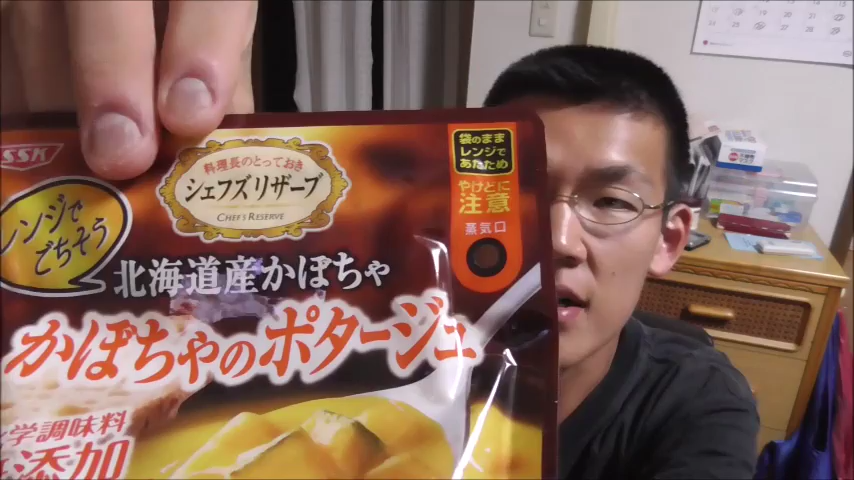 SSK
料理長のとっておき
シェフズリザーブ
CHEF'S RESERVE
袋のまま
レンジで
あたため
やけどに
注意
蒸気口
レンジで
ごちそう
北海道産かぼちゃ
かぼちゃのポタージュ
学調味料
添加